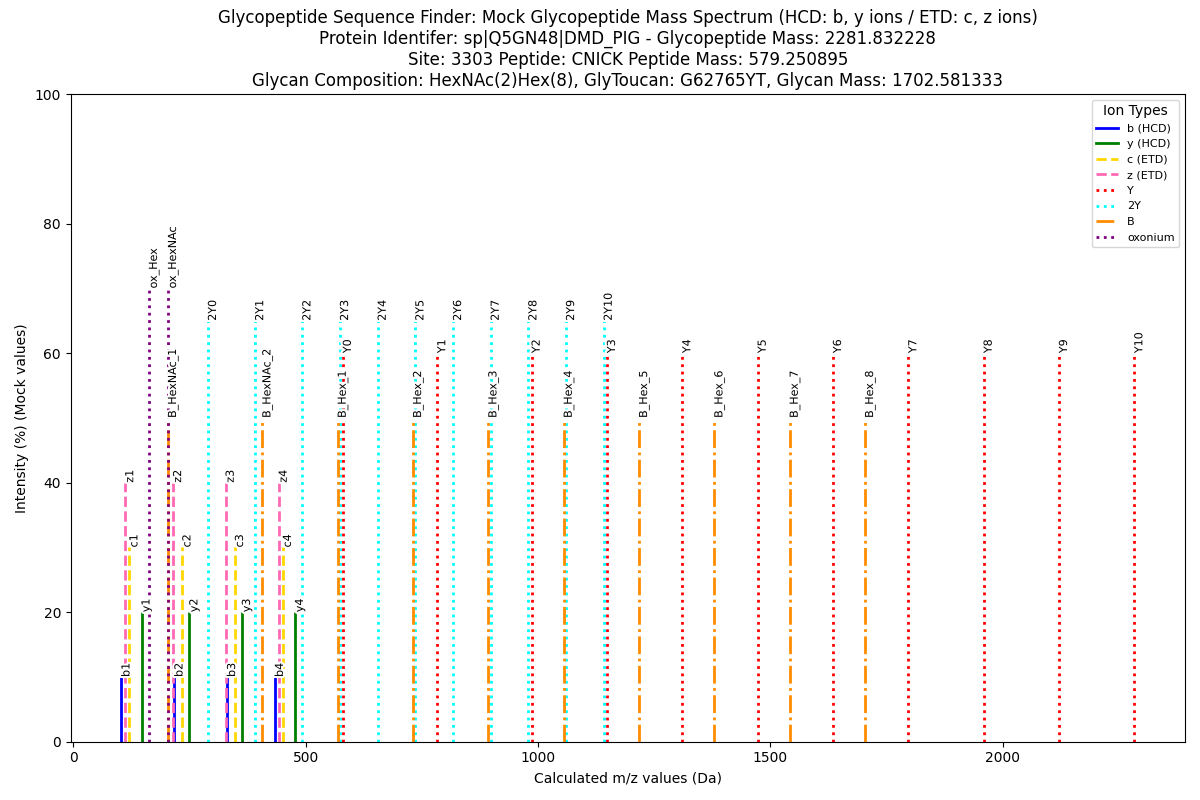 Glycopeptide Sequence Finder: Mock Glycopeptide Mass Spectrum (HCD: b, y ions / ETD: c, z ions)
Protein Identifer: sp|Q5GN48|DMD_PIG - Glycopeptide Mass: 2281.832228
Site: 3303 Peptide: CNICK Peptide Mass: 579.250895
Glycan Composition: HexNAc(2)Hex(8), GlyToucan: G62765YT, Glycan Mass: 1702.581333
Intensity (%) (Mock values)
100
80
60
40
20
0
Ion Types
b (HCD)
y (HCD)
c (ETD)
z (ETD)
Y
2Y
B
oxonium
ox_Hex
ox_HexNAc
2Y0
2Y1
2Y2
2Y3
2Y4
2Y5
2Y6
2Y7
2Y8
2Y9
2Y10
Y0
Y1
Y2
Y3
Y4
Y5
Y6
Y7
Y8
Y9
Y10
B_HexNAc_1
B_HexNAc_2
B_Hex_1
B_Hex_2
B_Hex_3
B_Hex_4
B_Hex_5
B_Hex_6
B_Hex_7
B_Hex_8
z1
z2
z3
z4
c1
c2
c3
c4
y1
y2
y3
y4
b1
b2
b3
b4
0
500
1000
1500
2000
Calculated m/z values (Da)